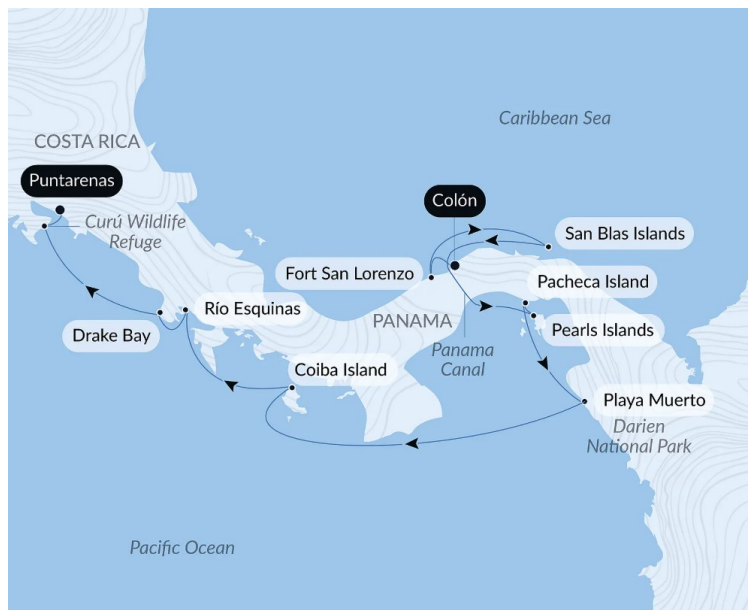 Caribbean Sea
COSTA RICA
Puntarenas
Colón
Curú Wildlife
Refuge
San Blas Islands
Fort San Lorenzo
Pacheca Island
Río Esquinas
PANAMA
Pearls Islands
Drake Bay
Panama
Canal
Coiba Island
Playa Muerto
Darien
National Park
Pacific Ocean